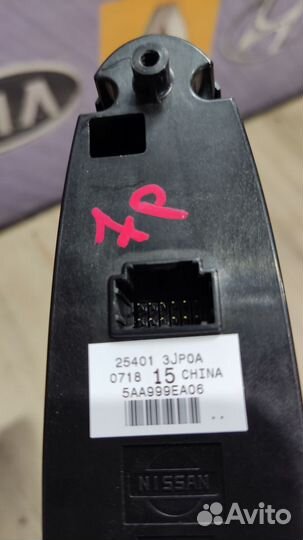 7P
25401 3JP0A
0718 15 CHINA
5AA999EA06
NISSAN
Avito